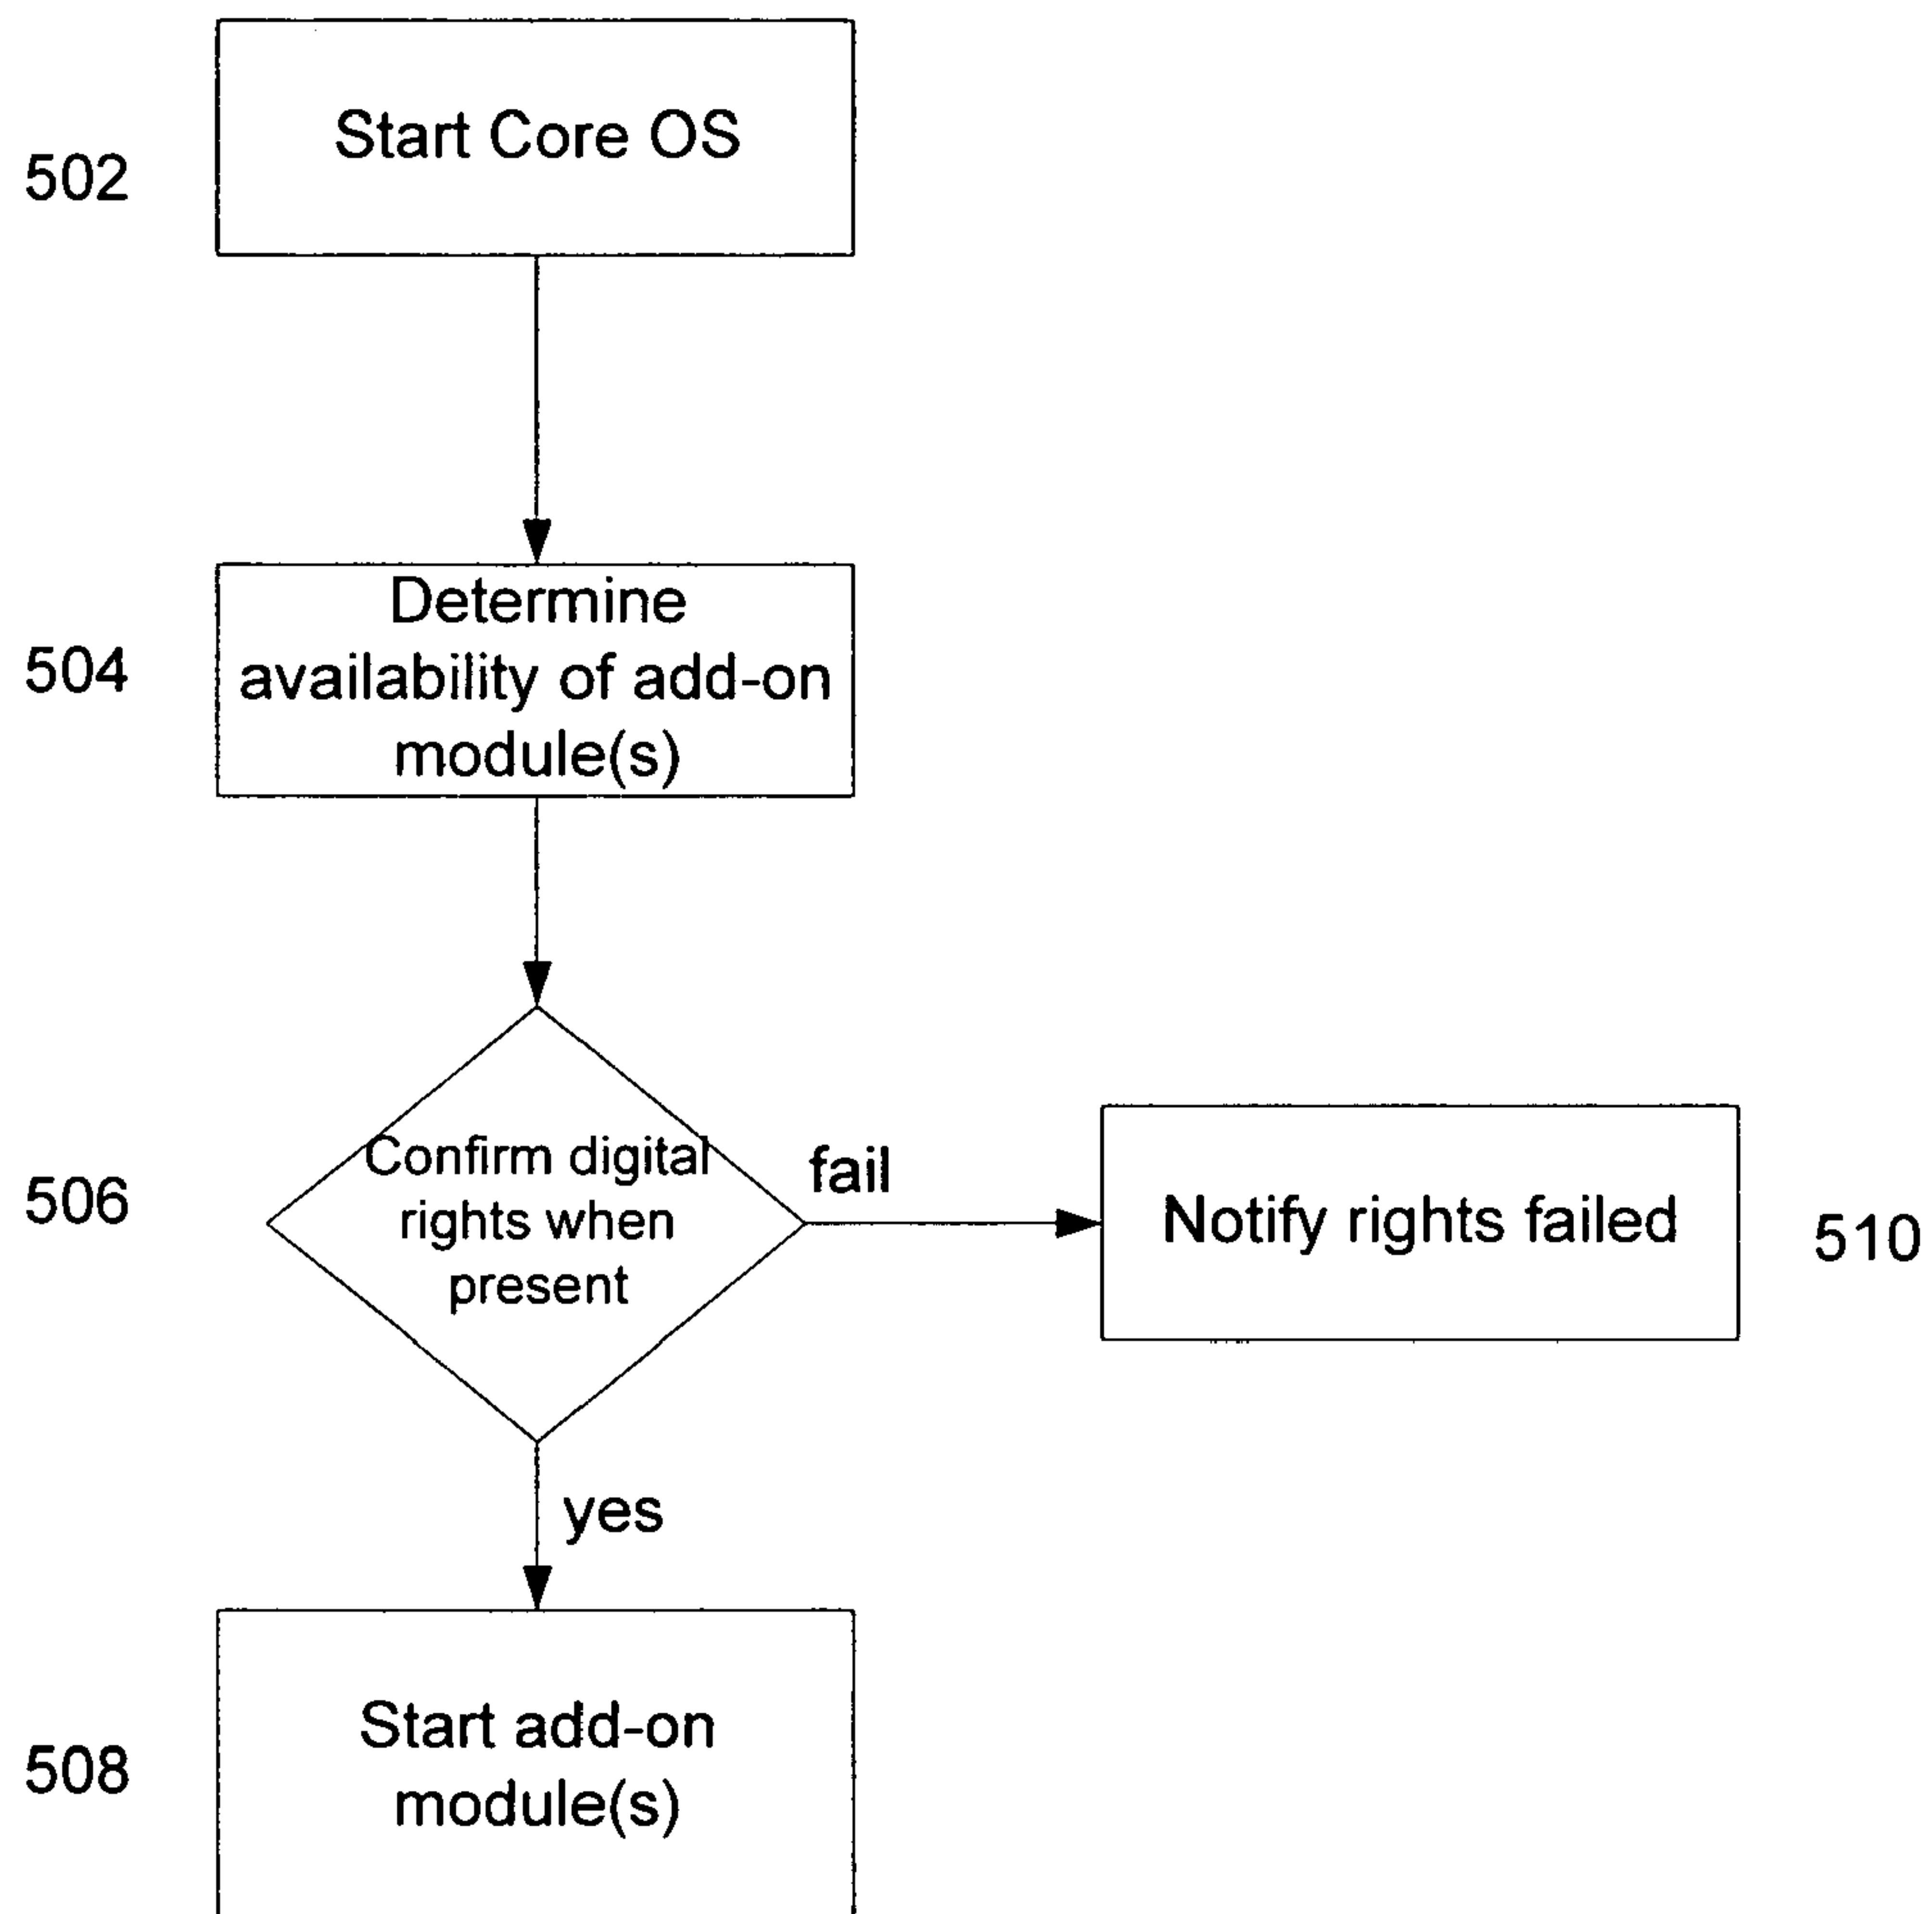 Start Core OS
502
Determine
504
availability of add-on
module(s)
506
Confirm digital
rights when
present
fail
Notify rights failed
510
yes
508
Start add-on
module(s)